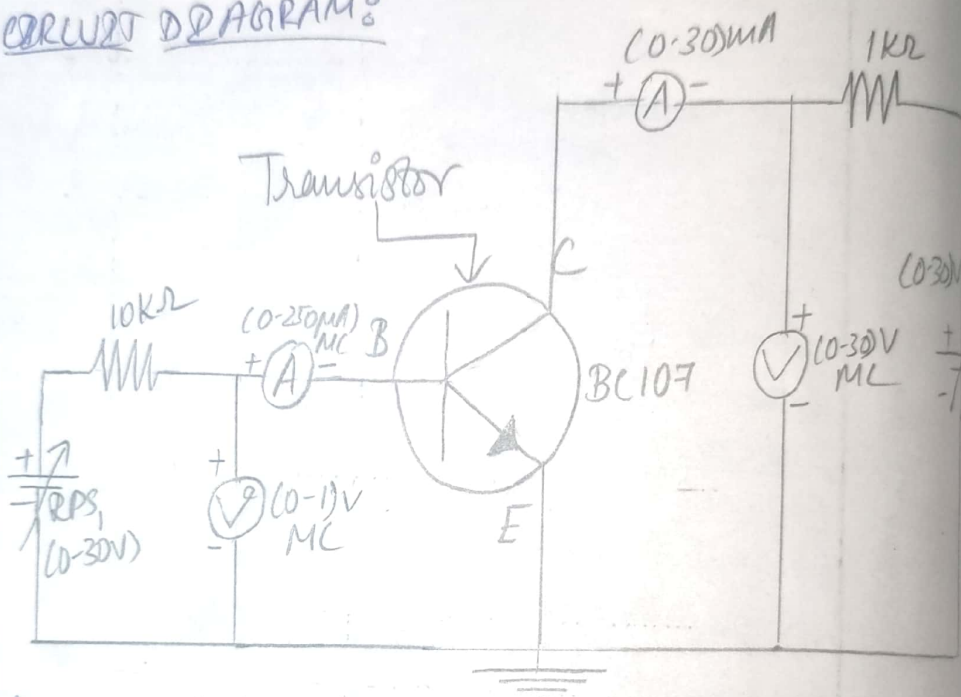 CIRCUIT DIAGRAM:
(0-30)mA
1KΩ
+ A -
Transistor
C
10KΩ
(0-250μA)
MC
B
+ A -
BC107
+
V
(0-30)V
MC
-
(0-30)V
+
-
+
-
RPS,
(0-30V)
+
V
(0-1)V
MC
-
E